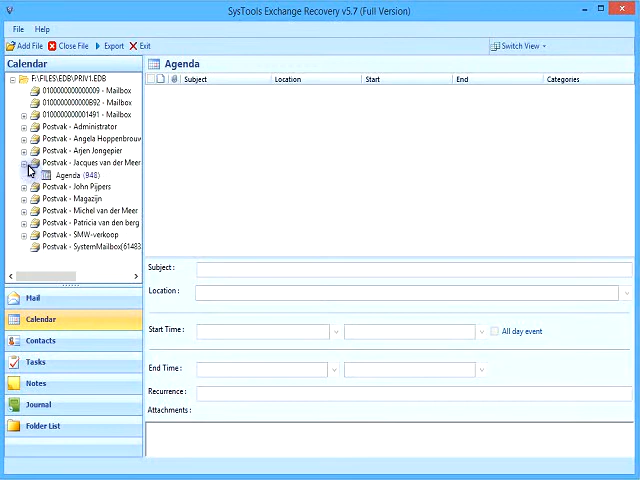 SysTools Exchange Recovery v5.7 (Full Version)
File Help
Add File Close File Export Exit Switch View
Calendar Agenda
Subject Location Start End Categories
F:\FILES\EDB\PRIV1.EDB
0100000000000009 - Mailbox
010000000000B92 - Mailbox
0100000000001491 - Mailbox
Postvak - Administrator
Postvak - Angela Hoppenbrouw
Postvak - Arjen Jongepier
Postvak - Jacques van der Meer
Agenda (948)
Postvak - John Pijpers
Postvak - Magazijn
Postvak - Michel van der Meer
Postvak - Patricia van den berg
Postvak - SMW-verkoop
Postvak - SystemMailbox{61483
Mail
Calendar
Contacts
Tasks
Notes
Journal
Folder List
Subject :
Location :
Start Time :
All day event
End Time :
Recurrence :
Attachments :